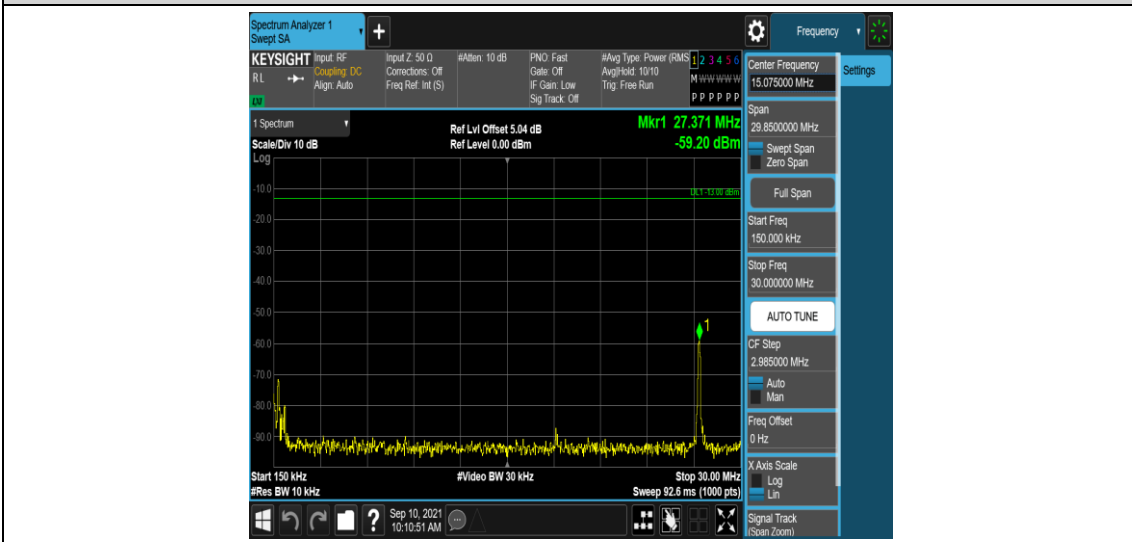 Spectrum Analyzer 1
Swept SA
+
Frequency
KEYSIGHT
RL
LXI
Input: RF
Coupling: DC
Align: Auto
Input Z: 50 Ω
Corrections: Off
Freq Ref: Int (S)
#Atten: 10 dB
PNO: Fast
Gate: Off
IF Gain: Low
Sig Track: Off
#Avg Type: Power (RMS
Avg|Hold: 10/10
Trig: Free Run
1 2 3 4 5 6
M W W W W W
P P P P P P
1 Spectrum
Scale/Div 10 dB
Log
Ref Lvl Offset 5.04 dB
Ref Level 0.00 dBm
Mkr1 27.371 MHz
-59.20 dBm
DL1 -13.00 dBm
-10.0
-20.0
-30.0
-40.0
-50.0
-60.0
-70.0
-80.0
-90.0
1
Start 150 kHz
#Res BW 10 kHz
#Video BW 30 kHz
Stop 30.00 MHz
Sweep 92.6 ms (1000 pts)
?
Sep 10, 2021
10:10:51 AM
Center Frequency
15.075000 MHz
Settings
Span
29.8500000 MHz
Swept Span
Zero Span
Full Span
Start Freq
150.000 kHz
Stop Freq
30.000000 MHz
AUTO TUNE
CF Step
2.985000 MHz
Auto
Man
Freq Offset
0 Hz
X Axis Scale
Log
Lin
Signal Track
(Span Zoom)